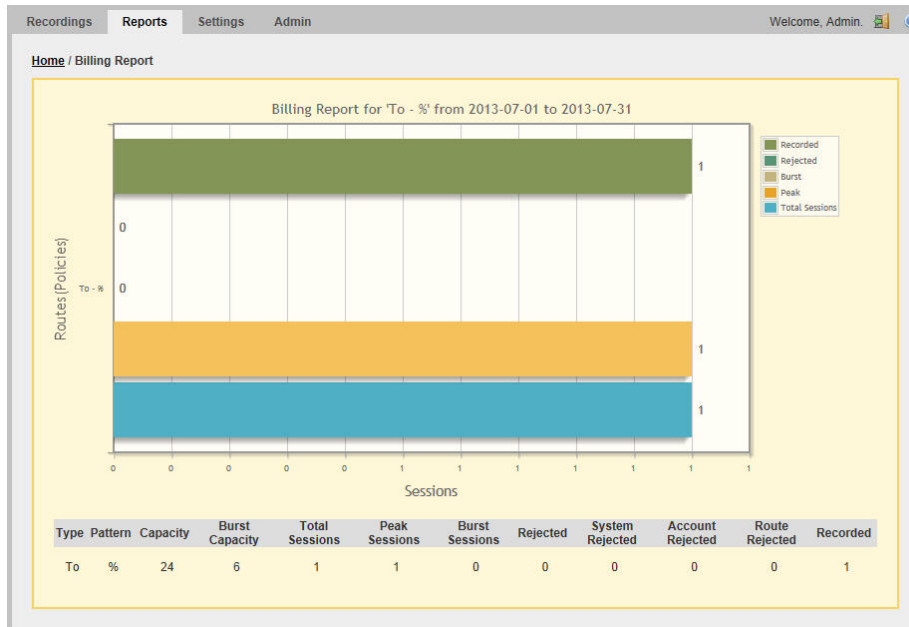 Recordings Reports Settings Admin Welcome, Admin.
Home / Billing Report
Billing Report for 'To - %' from 2013-07-01 to 2013-07-31
Recorded
Rejected
Burst
Peak
Total Sessions
1
0
Routes (Policies)
To - %
0
1
1
0 0 0 0 0 1 1 1 1 1 1 1
Sessions
Type Pattern Capacity Burst Capacity Total Sessions Peak Sessions Burst Sessions Rejected System Rejected Account Rejected Route Rejected Recorded
To % 24 6 1 1 0 0 0 0 0 1